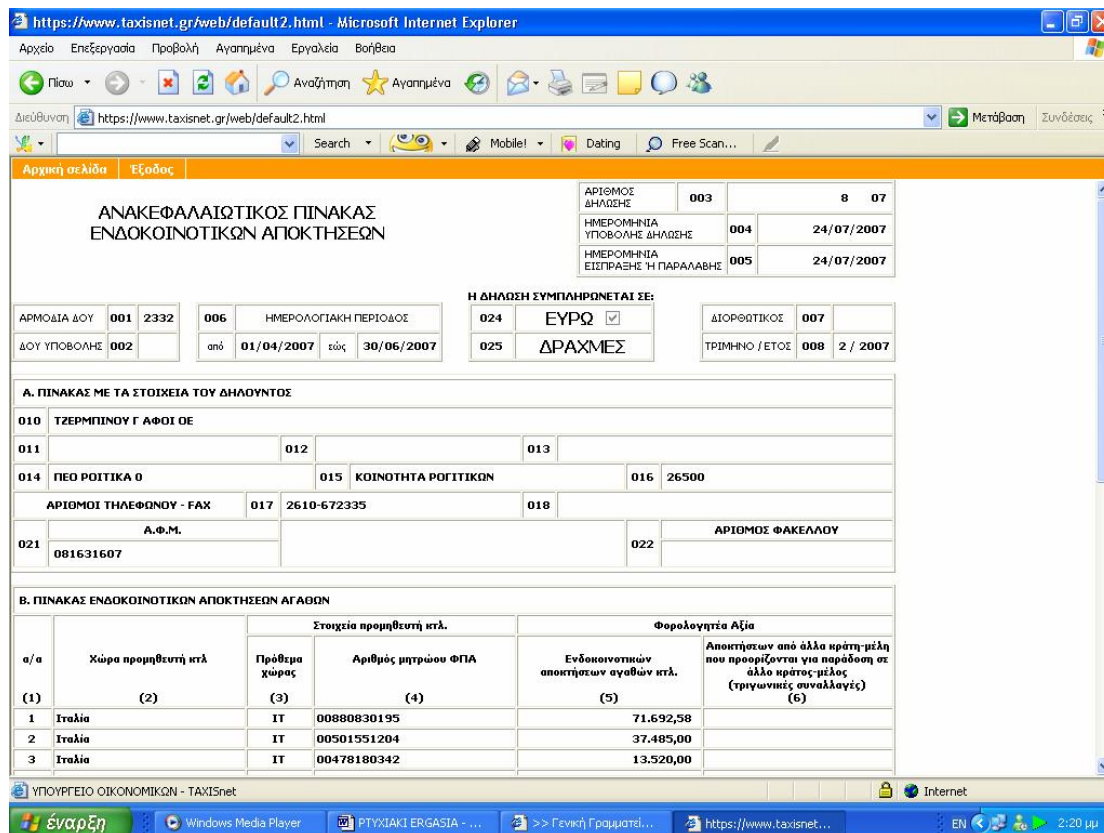 https://www.taxisnet.gr/web/default2.html - Microsoft Internet Explorer
Αρχείο Επεξεργασία Προβολή Αγαπημένα Εργαλεία Βοήθεια
Πίσω Αναζήτηση Αγαπημένα
Διεύθυνση https://www.taxisnet.gr/web/default2.html Μετάβαση Συνδέσεις
Search Mobile! Dating Free Scan...
Αρχική σελίδα Έξοδος
ΑΝΑΚΕΦΑΛΑΙΩΤΙΚΟΣ ΠΙΝΑΚΑΣ
ΕΝΔΟΚΟΙΝΟΤΙΚΩΝ ΑΠΟΚΤΗΣΕΩΝ
ΑΡΙΘΜΟΣ ΔΗΛΩΣΗΣ 003 8 07
ΗΜΕΡΟΜΗΝΙΑ ΥΠΟΒΟΛΗΣ ΔΗΛΩΣΗΣ 004 24/07/2007
ΗΜΕΡΟΜΗΝΙΑ ΕΙΣΠΡΑΞΗΣ Ή ΠΑΡΑΛΑΒΗΣ 005 24/07/2007
Η ΔΗΛΩΣΗ ΣΥΜΠΛΗΡΩΝΕΤΑΙ ΣΕ:
ΑΡΜΟΔΙΑ ΔΟΥ 001 2332 006 ΗΜΕΡΟΛΟΓΙΑΚΗ ΠΕΡΙΟΔΟΣ 024 ΕΥΡΩ ΔΙΟΡΘΩΤΙΚΟΣ 007
ΔΟΥ ΥΠΟΒΟΛΗΣ 002 από 01/04/2007 εώς 30/06/2007 025 ΔΡΑΧΜΕΣ ΤΡΙΜΗΝΟ /ΕΤΟΣ 008 2 / 2007
Α. ΠΙΝΑΚΑΣ ΜΕ ΤΑ ΣΤΟΙΧΕΙΑ ΤΟΥ ΔΗΛΟΥΝΤΟΣ
010 ΤΖΕΡΜΠΙΝΟΥ Γ ΑΦΟΙ ΟΕ
011 012 013
014 ΠΕΟ ΡΟΙΤΙΚΑ 0 015 ΚΟΙΝΟΤΗΤΑ ΡΟΓΙΤΙΚΩΝ 016 26500
ΑΡΙΘΜΟΙ ΤΗΛΕΦΩΝΟΥ - FAX 017 2610-672335 018
021 Α.Φ.Μ. 022 ΑΡΙΘΜΟΣ ΦΑΚΕΛΛΟΥ
081631607
Β. ΠΙΝΑΚΑΣ ΕΝΔΟΚΟΙΝΟΤΙΚΩΝ ΑΠΟΚΤΗΣΕΩΝ ΑΓΑΘΩΝ
Στοιχεία προμηθευτή κτλ. Φορολογητέα Αξία
α/α Χώρα προμηθευτή κτλ Πρόθεμα χώρας Αριθμός μητρώου ΦΠΑ Ενδοκοινοτικών αποκτήσεων αγαθών κτλ. Αποκτήσεων από άλλα κράτη-μέλη που προορίζονται για παράδοση σε άλλο κράτος-μέλος (τριγωνικές συναλλαγές)
(1) (2) (3) (4) (5) (6)
1 Ιταλία IT 00880830195 71.692,58
2 Ιταλία IT 00501551204 37.485,00
3 Ιταλία IT 00478180342 13.520,00
ΥΠΟΥΡΓΕΙΟ ΟΙΚΟΝΟΜΙΚΩΝ - TAXISnet Internet
έναρξη Windows Media Player PTYXIAKI ERGASIA - ... >> Γενική Γραμματεί... https://www.taxisnet... EN 2:20 μμ